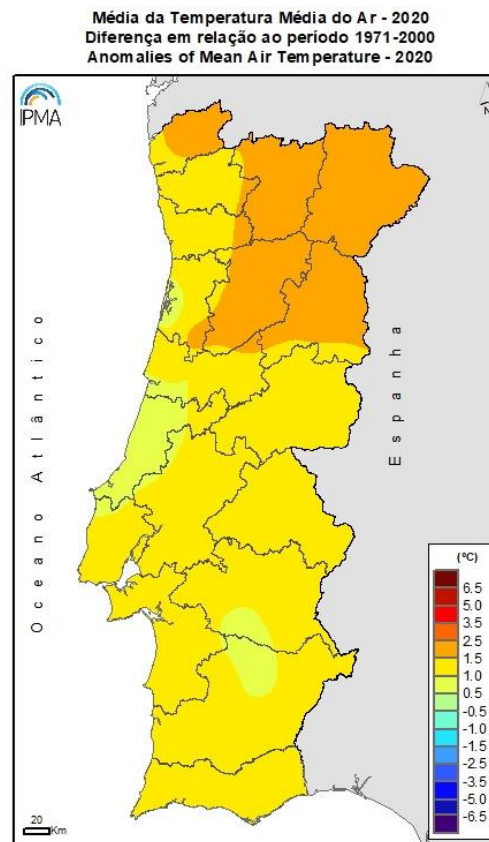 Média da Temperatura Média do Ar - 2020
Diferença em relação ao período 1971-2000
Anomalies of Mean Air Temperature - 2020
IPMA
N
Oceano Atlântico
Espanha
(ºC)
6.5
5.0
3.5
2.5
1.5
1.0
0.5
-0.5
-1.0
-1.5
-2.5
-3.5
-5.0
-6.5
20
Km